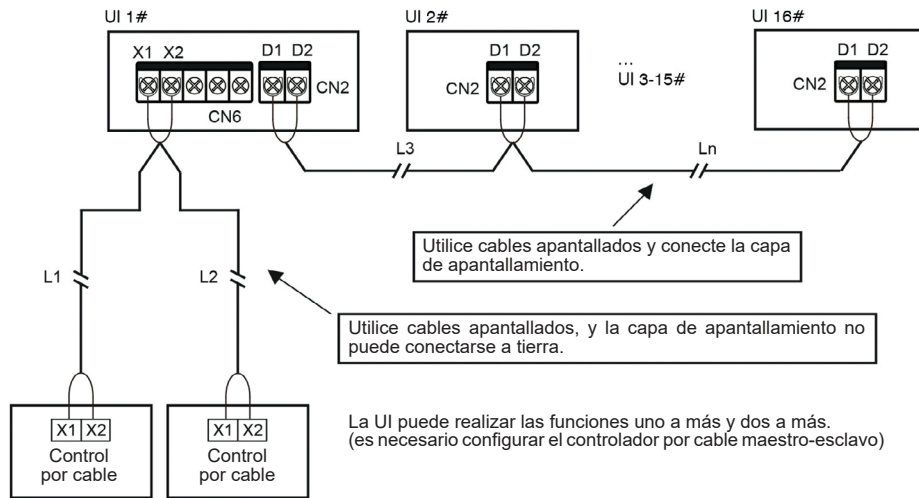 UI 1#
UI 2#
UI 16#
X1 X2
D1 D2
D1 D2
D1 D2
CN2
CN2
CN2
CN6
...
UI 3-15#
L3
Ln
Utilice cables apantallados y conecte la capa
de apantallamiento.
L1
L2
Utilice cables apantallados, y la capa de apantallamiento no
puede conectarse a tierra.
X1 X2
Control
por cable
X1 X2
Control
por cable
La UI puede realizar las funciones uno a más y dos a más.
(es necesario configurar el controlador por cable maestro-esclavo)